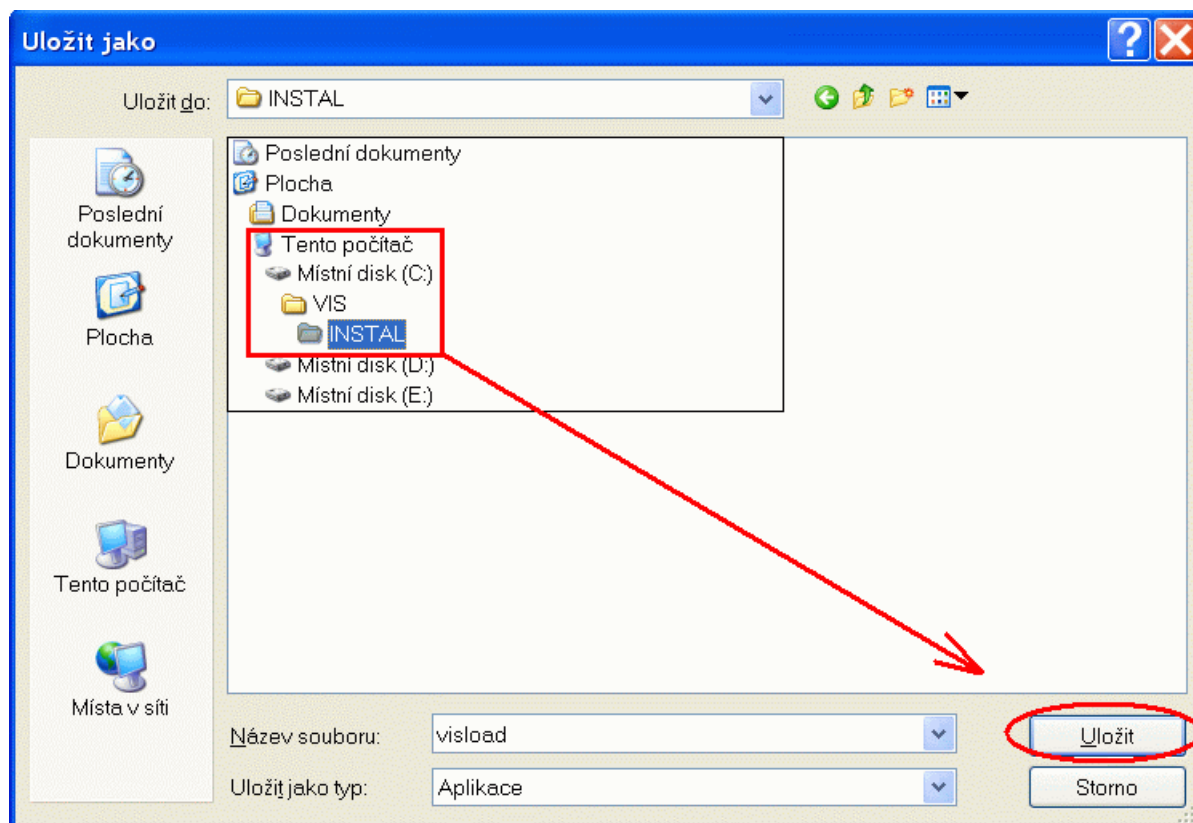 Uložit jako
Uložit do:
INSTAL
Poslední dokumenty
Plocha
Dokumenty
Tento počítač
Místní disk (C:)
VIS
INSTAL
Místní disk (D:)
Místní disk (E:)
Poslední
dokumenty
Plocha
Dokumenty
Tento počítač
Místa v síti
Název souboru:
visload
Uložit
Uložit jako typ:
Aplikace
Storno